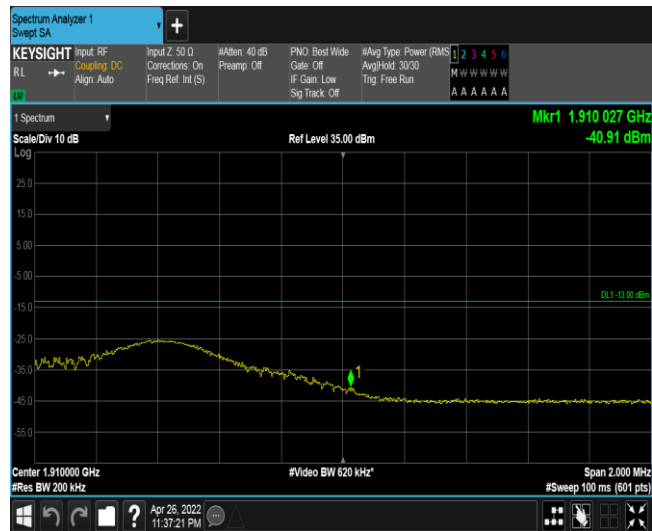 Spectrum Analyzer 1
Swept SA
+
KEYSIGHT Input: RF Input Z: 50 Ω #Atten: 40 dB PNO: Best Wide #Avg Type: Power (RMS 1 2 3 4 5 6
RL Coupling: DC Corrections: On Preamp: Off Gate: Off Avg|Hold: 30/30 M W W W W W
Align: Auto Freq Ref: Int (S) IF Gain: Low Trig: Free Run
Sig Track: Off A A A A A A
1 Spectrum Mkr1 1.910 027 GHz
Scale/Div 10 dB Ref Level 35.00 dBm -40.91 dBm
Log
25.0
15.0
5.00
-5.00
DL1 -13.00 dBm
-15.0
-25.0
-35.0
1
-45.0
-55.0
Center 1.910000 GHz #Video BW 620 kHz* Span 2.000 MHz
#Res BW 200 kHz #Sweep 100 ms (601 pts)
? Apr 26, 2022
11:37:21 PM